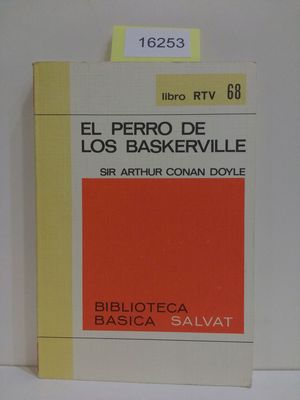 16253
libro RTV 68
EL PERRO DE
LOS BASKERVILLE
SIR ARTHUR CONAN DOYLE
BIBLIOTECA
BASICA SALVAT